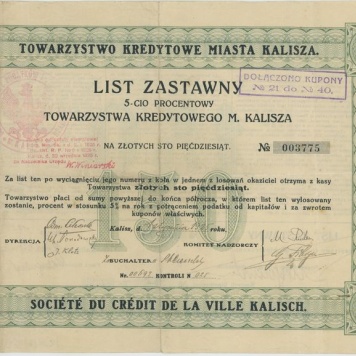 TOWARZYSTWO KREDYTOWE MIASTA KALISZA.
LIST ZASTAWNY
DOŁĄCZONO KUPONY
№ 21 do № 40,
5-CIO PROCENTOWY
TOWARZYSTWA KREDYTOWEGO M. KALISZA
NA ZŁOTYCH STO PIĘĆDZIESIĄT.
№ 003775
150
Za list ten po wyciągnięciu jego numeru z koła w jednem z losowań okaziciel otrzyma z kasy
Towarzystwa złotych sto pięćdziesiąt.
Towarzystwo płaci od sumy powyższej do końca półrocza, w którem list ten wylosowany
zostanie, procent w stosunku 5% na rok z potrąceniem podatku od kapitałów i za zwrotem
kuponów właściwych.
Kalisz, roku.
DYREKCJA
KOMITET NADZORCZY
BUCHALTER
№ KONTROLI №
SOCIÉTÉ DU CRÉDIT DE LA VILLE KALISCH.